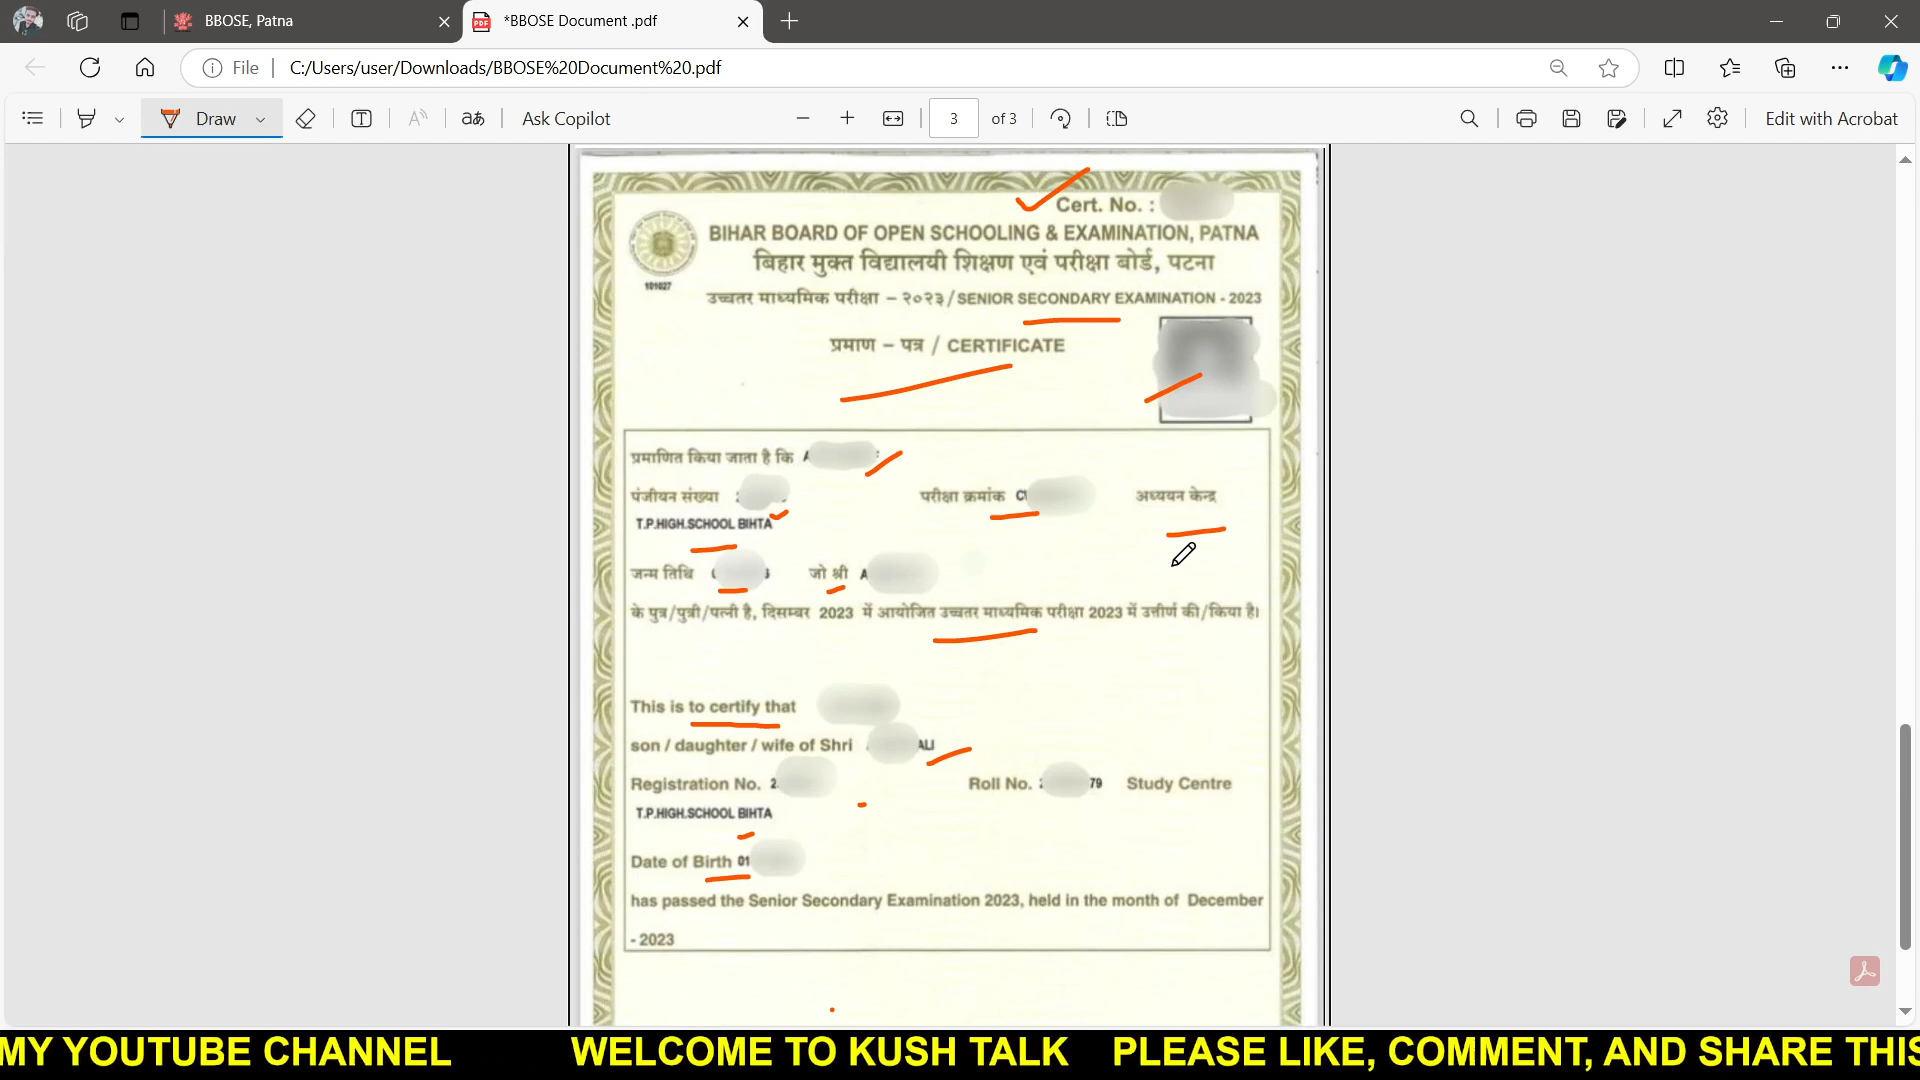 BBOSE, Patna
*BBOSE Document .pdf
File
C:/Users/user/Downloads/BBOSE%20Document%20.pdf
Draw
aあ
Ask Copilot
3 of 3
Edit with Acrobat
Cert. No. :
BIHAR BOARD OF OPEN SCHOOLING & EXAMINATION, PATNA
बिहार मुक्त विद्यालयी शिक्षण एवं परीक्षा बोर्ड, पटना
101027
उच्चतर माध्यमिक परीक्षा – २०२३/SENIOR SECONDARY EXAMINATION - 2023
प्रमाण – पत्र / CERTIFICATE
प्रमाणित किया जाता है कि A
पंजीयन संख्या परीक्षा क्रमांक अध्ययन केन्द्र
T.P.HIGH.SCHOOL BIHTA
जन्म तिथि जो श्री A
के पुत्र/पुत्री/पत्नी है, दिसम्बर 2023 में आयोजित उच्चतर माध्यमिक परीक्षा 2023 में उत्तीर्ण की/किया है।
This is to certify that
son / daughter / wife of Shri ALI
Registration No. 2 Roll No. 79 Study Centre
T.P.HIGH.SCHOOL BIHTA
Date of Birth 01
has passed the Senior Secondary Examination 2023, held in the month of December
- 2023
MY YOUTUBE CHANNEL WELCOME TO KUSH TALK PLEASE LIKE, COMMENT, AND SHARE THIS